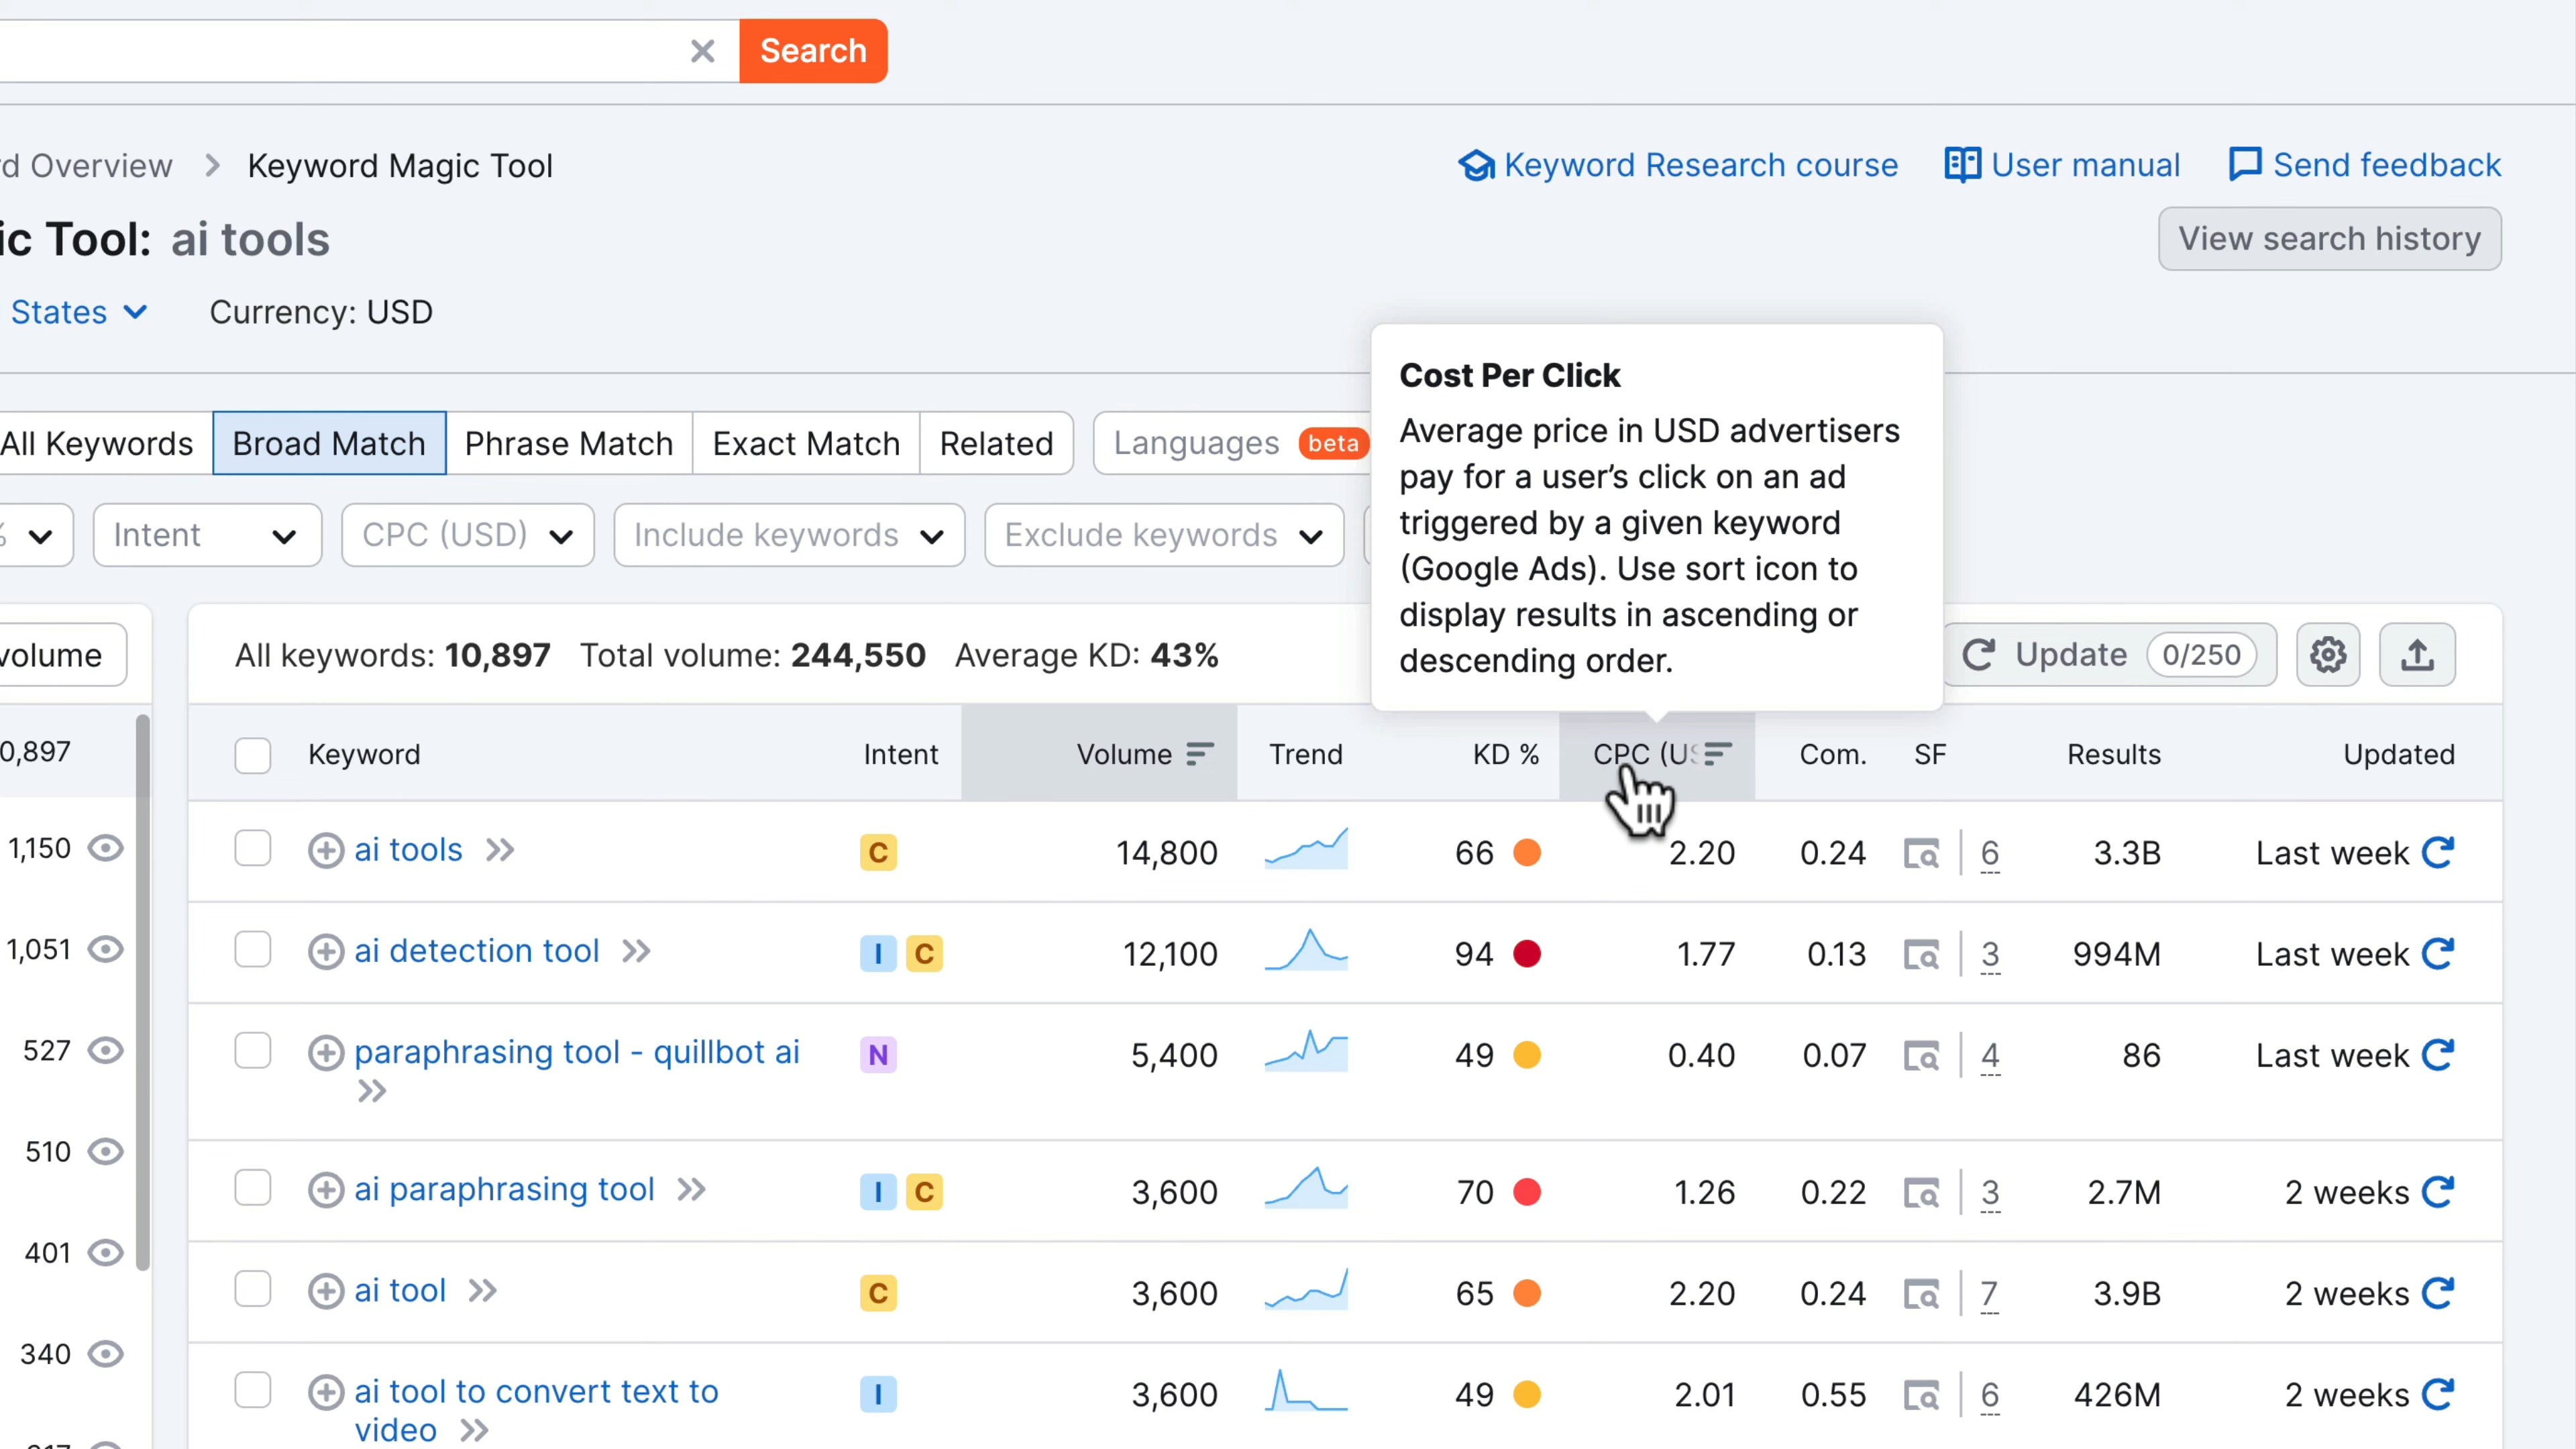 Search
d Overview > Keyword Magic Tool
Keyword Research course
User manual
Send feedback
ic Tool: ai tools
View search history
States
Currency: USD
All Keywords
Broad Match
Phrase Match
Exact Match
Related
Languages beta
%
Intent
CPC (USD)
Include keywords
Exclude keywords
Cost Per Click
Average price in USD advertisers
pay for a user’s click on an ad
triggered by a given keyword
(Google Ads). Use sort icon to
display results in ascending or
descending order.
volume
All keywords: 10,897 Total volume: 244,550 Average KD: 43%
Update 0/250
0,897
1,150
1,051
527
510
401
340
Keyword Intent Volume Trend KD % CPC (US Com. SF Results Updated
ai tools C 14,800 66 2.20 0.24 6 3.3B Last week
ai detection tool I C 12,100 94 1.77 0.13 3 994M Last week
paraphrasing tool - quillbot ai N 5,400 49 0.40 0.07 4 86 Last week
ai paraphrasing tool I C 3,600 70 1.26 0.22 3 2.7M 2 weeks
ai tool C 3,600 65 2.20 0.24 7 3.9B 2 weeks
ai tool to convert text to I 3,600 49 2.01 0.55 6 426M 2 weeks
video